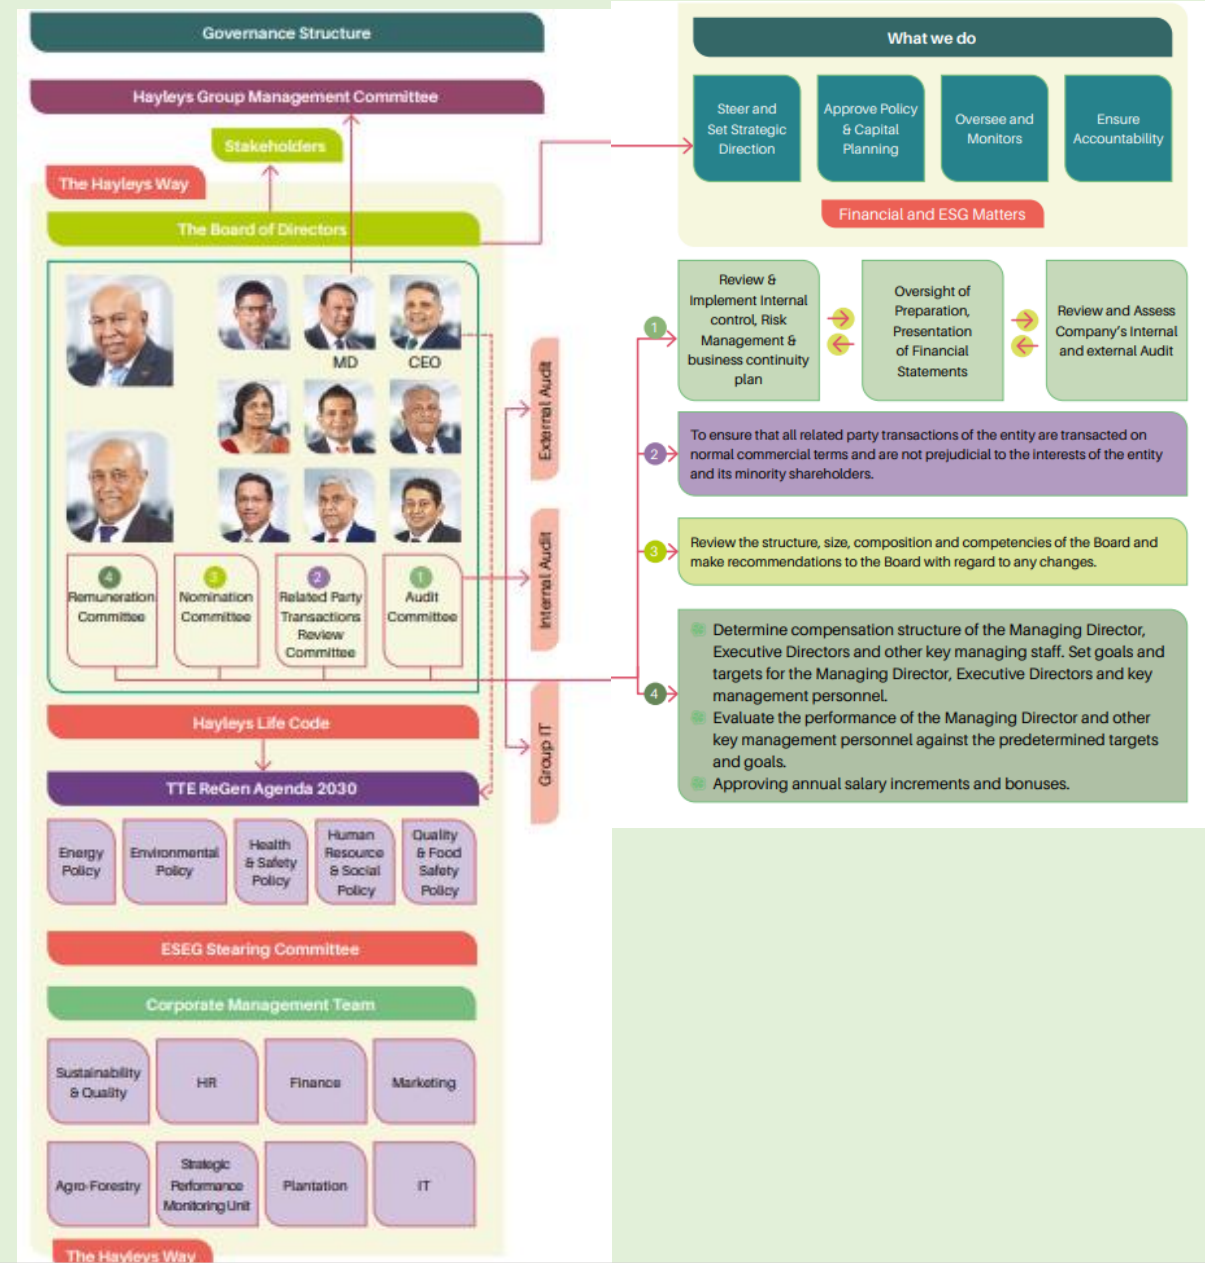 Governance Structure
Hayleys Group Management Committee
Stakeholders
The Hayleys Way
The Board of Directors
MD
CEO
4
Remuneration
Committee
3
Nomination
Committee
2
Related Party
Transactions
Review
Committee
1
Audit
Committee
External Audit
Internal Audit
Group IT
Hayleys Life Code
TTE ReGen Agenda 2030
Energy
Policy
Environmental
Policy
Health
& Safety
Policy
Human
Resource
& Social
Policy
Quality
& Food
Safety
Policy
ESEG Stearing Committee
Corporate Management Team
Sustainability
& Quality
HR
Finance
Marketing
Agro-Forestry
Strategic
Performance
Monitoring Unit
Plantation
IT
The Hayleys Way
What we do
Steer and
Set Strategic
Direction
Approve Policy
& Capital
Planning
Oversee and
Monitors
Ensure
Accountability
Financial and ESG Matters
1
Review &
Implement Internal
control, Risk
Management &
business continuity
plan
Oversight of
Preparation,
Presentation
of Financial
Statements
Review and Assess
Company's Internal
and external Audit
2
To ensure that all related party transactions of the entity are transacted on
normal commercial terms and are not prejudicial to the interests of the entity
and its minority shareholders.
3
Review the structure, size, composition and competencies of the Board and
make recommendations to the Board with regard to any changes.
4
Determine compensation structure of the Managing Director,
Executive Directors and other key managing staff. Set goals and
targets for the Managing Director, Executive Directors and key
management personnel.
Evaluate the performance of the Managing Director and other
key management personnel against the predetermined targets
and goals.
Approving annual salary increments and bonuses.